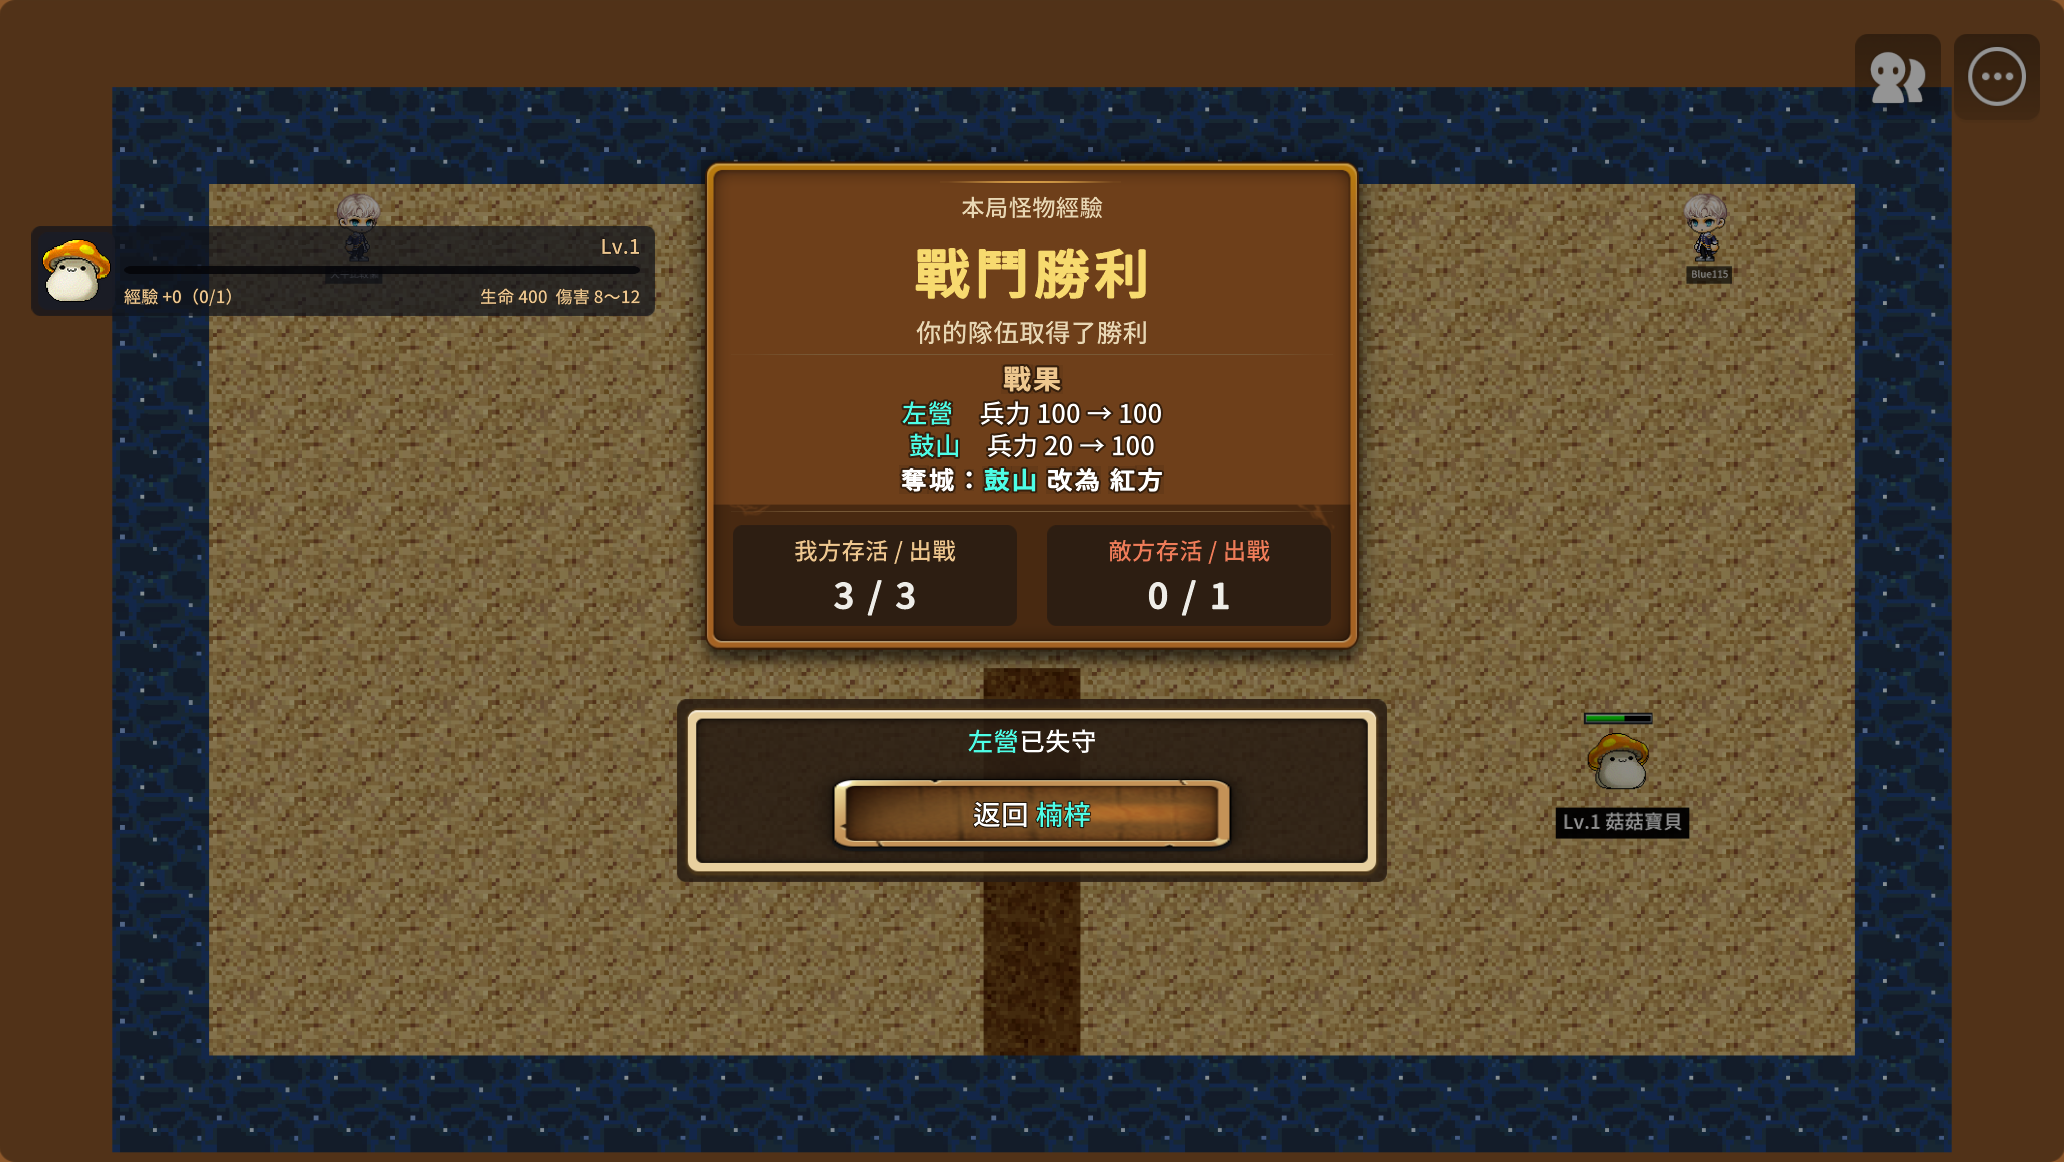 Lv.1
經驗 +0（0/1）
生命 400 傷害 8～12
本局怪物經驗
戰鬥勝利
你的隊伍取得了勝利
戰果
左營 兵力 100 → 100
鼓山 兵力 20 → 100
奪城：鼓山 改為 紅方
我方存活 / 出戰
3 / 3
敵方存活 / 出戰
0 / 1
Blue115
左營已失守
返回 楠梓
Lv.1 菇菇寶貝